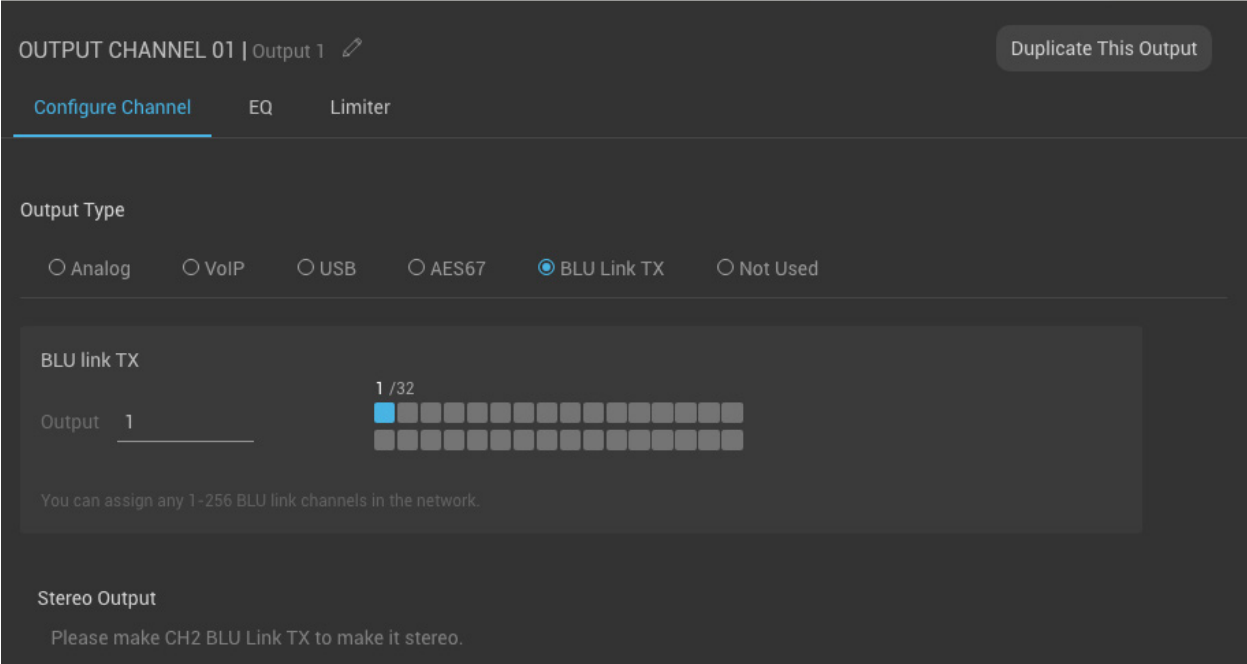 OUTPUT CHANNEL 01 | Output 1
Duplicate This Output
Configure Channel EQ Limiter
Output Type
Analog VoIP USB AES67 BLU Link TX Not Used
BLU link TX
1 /32
Output 1
You can assign any 1-256 BLU link channels in the network.
Stereo Output
Please make CH2 BLU Link TX to make it stereo.